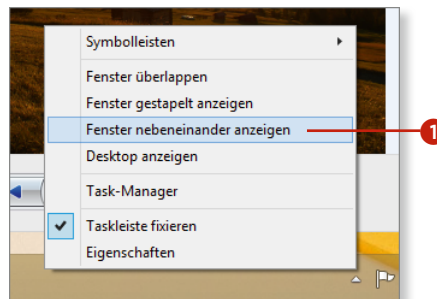 Symbolleisten
Fenster überlappen
Fenster gestapelt anzeigen
Fenster nebeneinander anzeigen
1
Desktop anzeigen
Task-Manager
Taskleiste fixieren
Eigenschaften